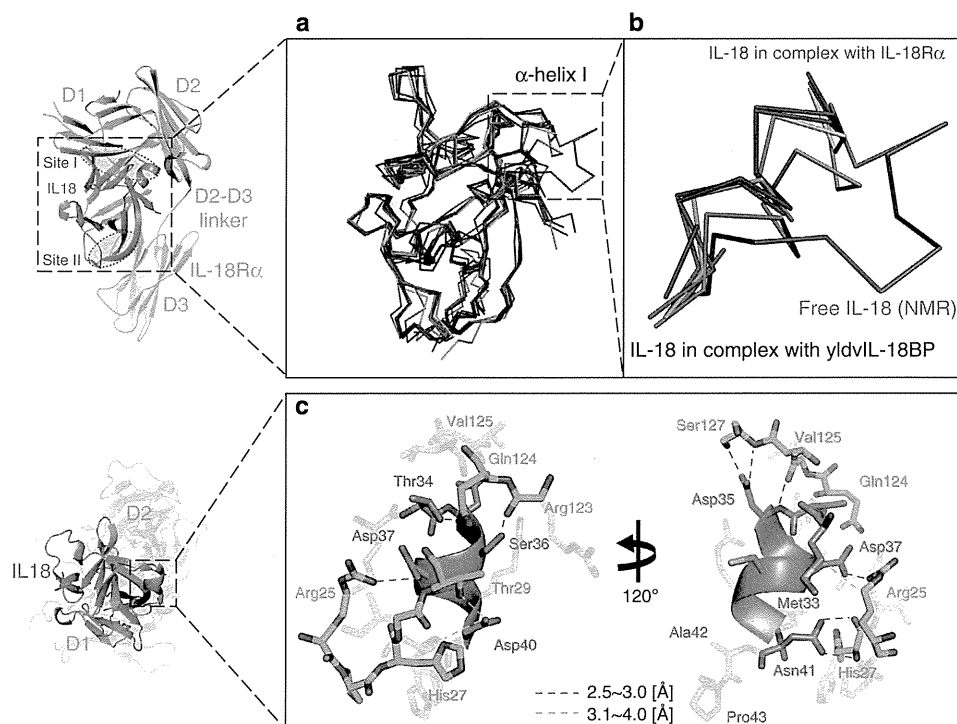 a
b
D1
D2
Site I
IL18
D2-D3
linker
Site II
IL-18Rα
D3
α-helix I
IL-18 in complex with IL-18Rα
Free IL-18 (NMR)
IL-18 in complex with yldvIL-18BP
c
D2
IL18
D1
Val125
Gln124
Thr34
Arg123
Asp37
Ser36
Arg25
Thr29
Asp40
His27
120°
Ser127
Val125
Gln124
Asp35
Asp37
Arg25
Met33
Ala42
Asn41
His27
Pro43
2.5~3.0 [Å]
3.1~4.0 [Å]